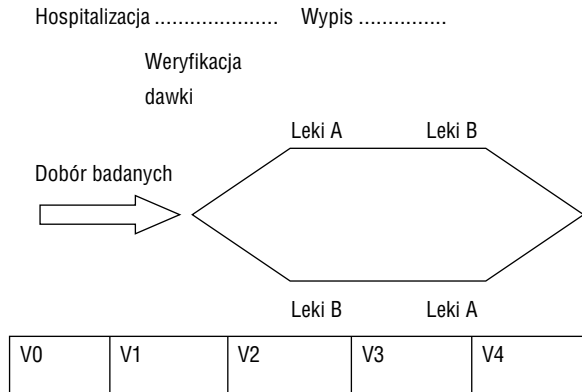 Hospitalizacja ..................... Wypis ...............
Weryfikacja
dawki
Leki A Leki B
Dobór badanych
Leki B Leki A
V0 V1 V2 V3 V4